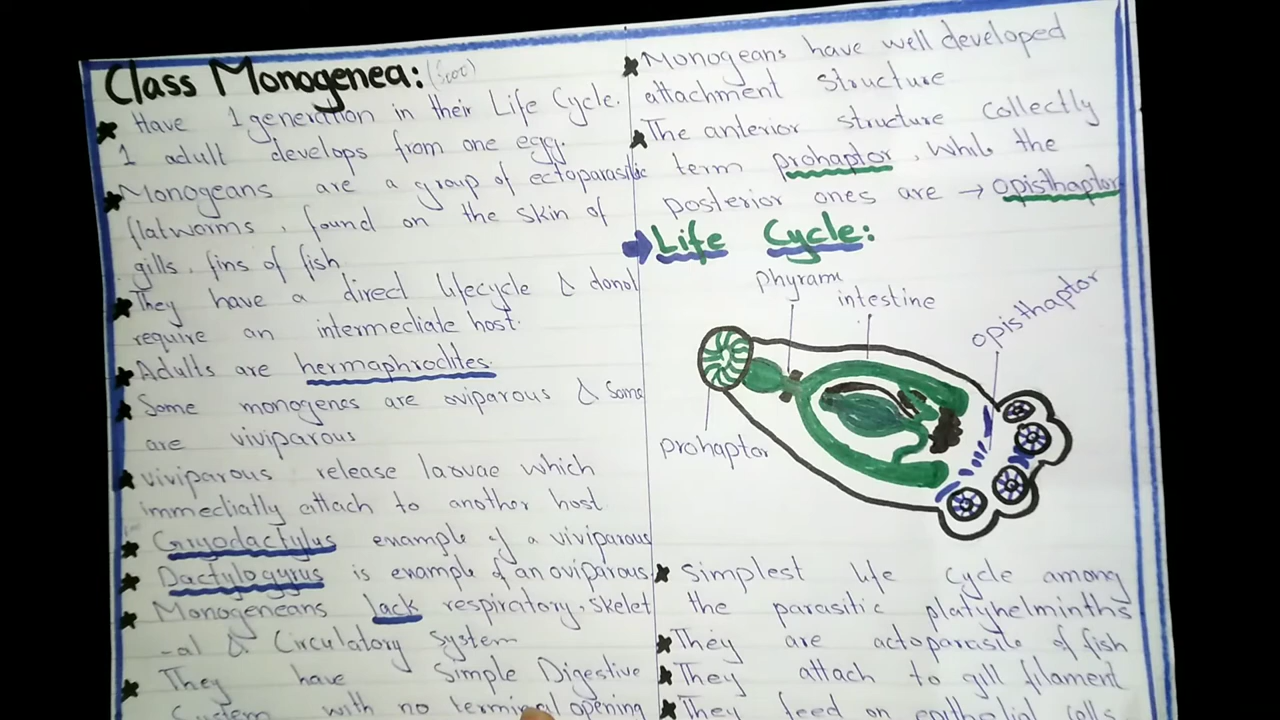 Class Monogenea:
Have 1 generation in their Life Cycle.
1 adult develops from one egg.
Monogeans are a group of ectoparasitic
flatworms, found on the skin of
gills, fins of fish
They have a direct lifecycle & donot
require an intermediate host.
Adults are hermaphrodites.
Some monogenes are oviparous & Some
are viviparous
viviparous release larvae which
immediatly attach to another host
Gryodactylus example of a viviparous
Dactylogyrus is example of an oviparous
Monogeneans lack respiratory, skelet
-al & Circulatory system
They have Simple Digestive
System with no terminal opening
Monogeans have well developed
attachment structure
The anterior structure collectly
term prohaptor, while the
posterior ones are → opisthaptor
Life Cycle:
phyramx
intestine
opisthaptor
prohaptor
Simplest life cycle among
the parasitic platyhelminths
They are actoparasite of fish
They attach to gill filament
They feed on epithelial cells